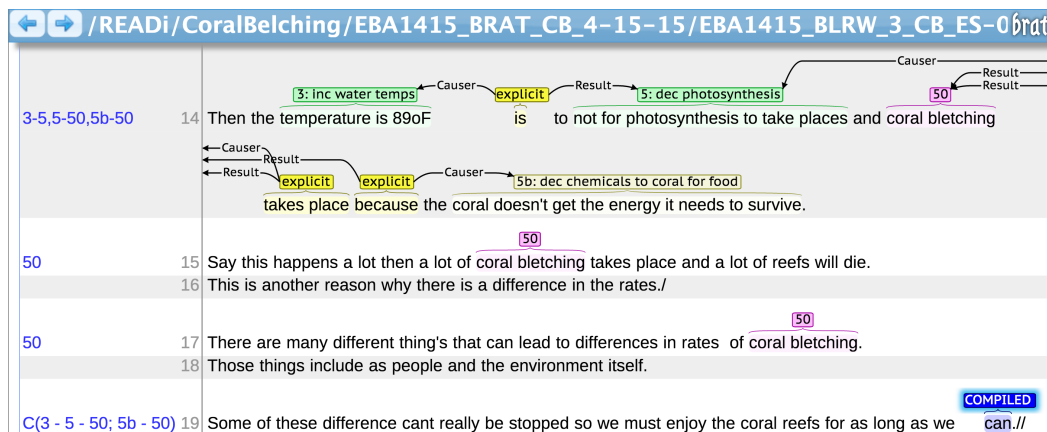 /READi/CoralBelching/EBA1415_BRAT_CB_4-15-15/EBA1415_BLRW_3_CB_ES-0 brat
Causer
Result
Causer Result Result
3: inc water temps explicit 5: dec photosynthesis 50
3-5,5-50,5b-50 14 Then the temperature is 89oF is to not for photosynthesis to take places and coral bletching
Causer
Result
Result Causer
explicit explicit 5b: dec chemicals to coral for food
takes place because the coral doesn't get the energy it needs to survive.
50
50 15 Say this happens a lot then a lot of coral bletching takes place and a lot of reefs will die.
16 This is another reason why there is a difference in the rates./
50
50 17 There are many different thing's that can lead to differences in rates of coral bletching.
18 Those things include as people and the environment itself.
COMPILED
C(3 - 5 - 50; 5b - 50) 19 Some of these difference cant really be stopped so we must enjoy the coral reefs for as long as we can.//